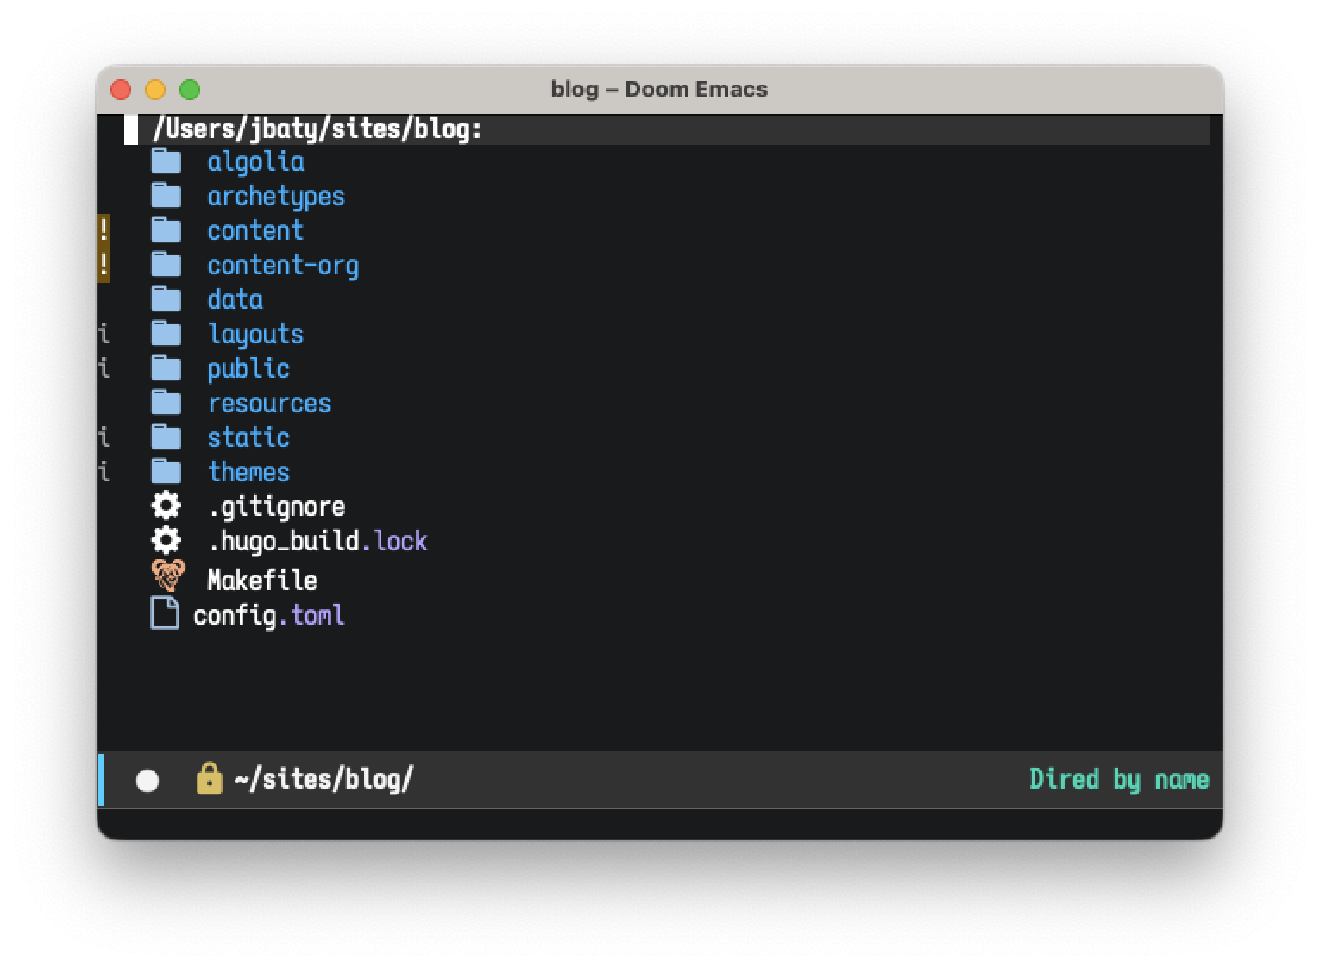 blog – Doom Emacs
/Users/jbaty/sites/blog:
algolia
archetypes
! content
! content-org
data
i layouts
i public
resources
i static
i themes
.gitignore
.hugo_build.lock
Makefile
config.toml
~/sites/blog/ Dired by name